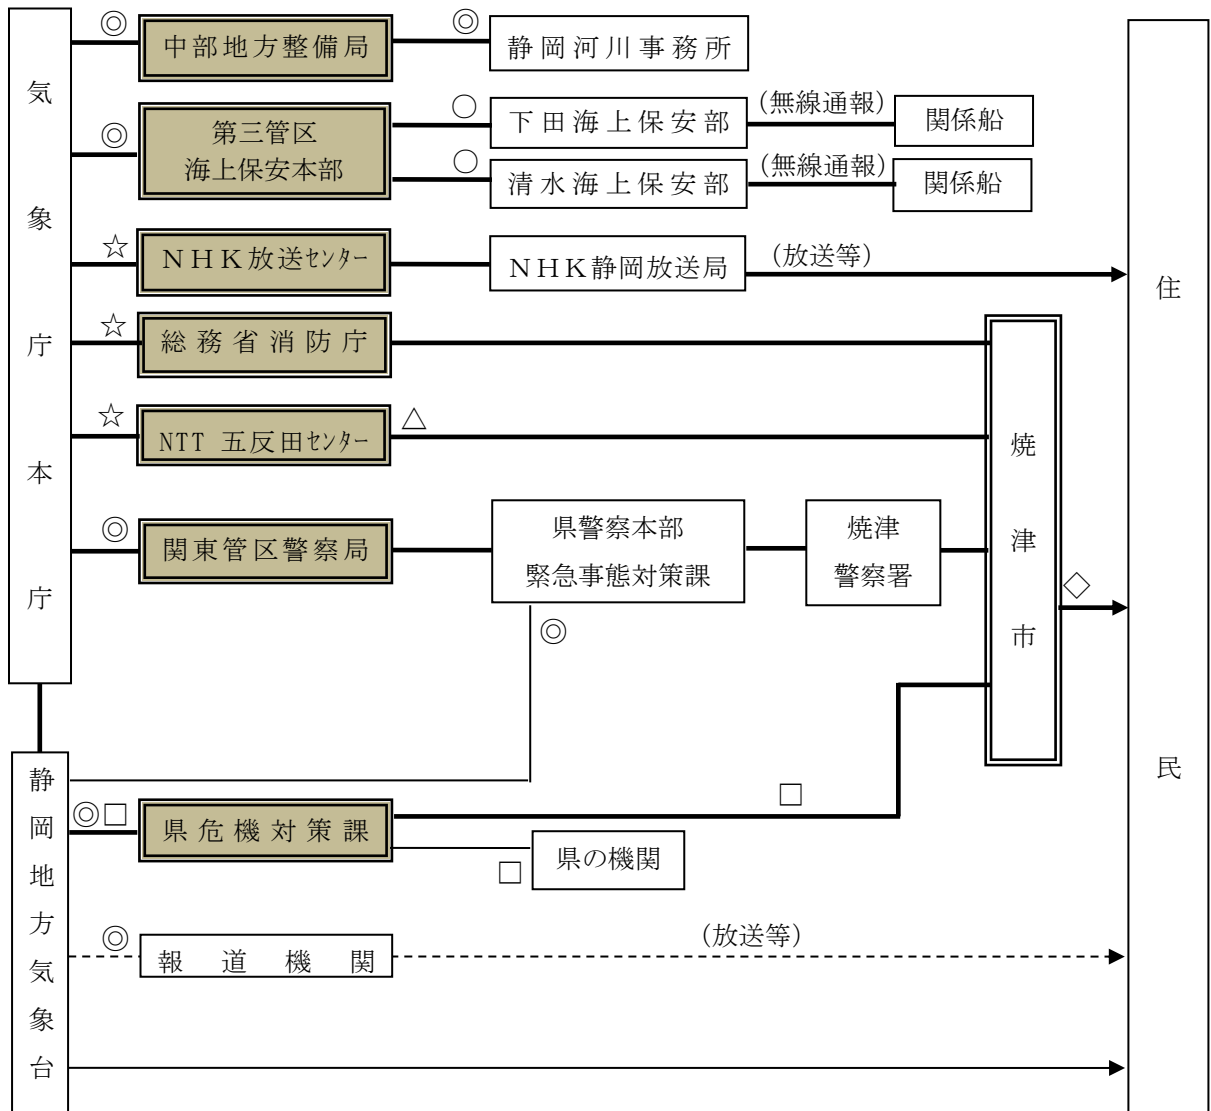 気象庁本庁
◎
中部地方整備局
◎
静岡河川事務所
◎
第三管区
海上保安本部
○
下田海上保安部
（無線通報）
関係船
○
清水海上保安部
（無線通報）
関係船
☆
ＮＨＫ放送ｾﾝﾀｰ
ＮＨＫ静岡放送局
（放送等）
☆
総務省消防庁
☆
NTT 五反田ｾﾝﾀｰ
△
◎
関東管区警察局
県警察本部
緊急事態対策課
焼津
警察署
◎
焼津市
◇
住民
静岡地方気象台
◎□
県危機対策課
□
□
県の機関
◎
報道機関
（放送等）